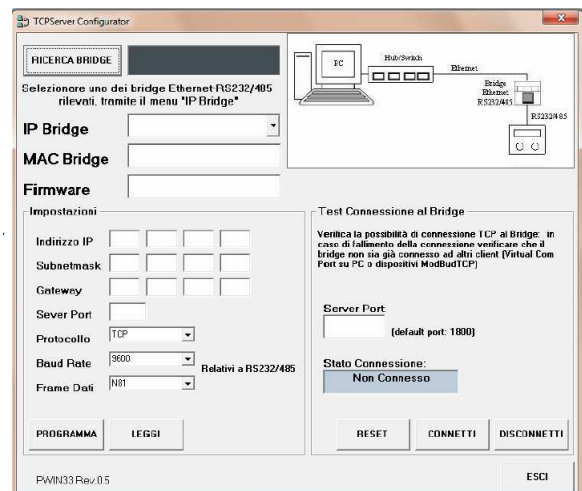 TCPServer Configurator
RICERCA BRIDGE
Selezionare uno dei bridge Ethernet-RS232/485
rilevati, tramite il menu "IP Bridge"
IP Bridge
MAC Bridge
Firmware
PC
Hub/Switch
Ethernet
Bridge
Ethernet
RS232/485
RS232/485
Impostazioni
Indirizzo IP
Subnetmask
Gateway
Sever Port
Protocollo
TCP
Baud Rate
9600
Relativi a RS232/485
Frame Dati
N81
PROGRAMMA
LEGGI
Test Connessione al Bridge
Verifica la possibilità di connessione TCP al Bridge: in
caso di fallimento della connessione verificare che il
bridge non sia già connesso ad altri client (Virtual Com
Port su PC o dispositivi ModBudTCP)
Server Port
(default port: 1800)
Stato Connessione:
Non Connesso
RESET
CONNETTI
DISCONNETTI
PWIN33 Rev.0.5
ESCI